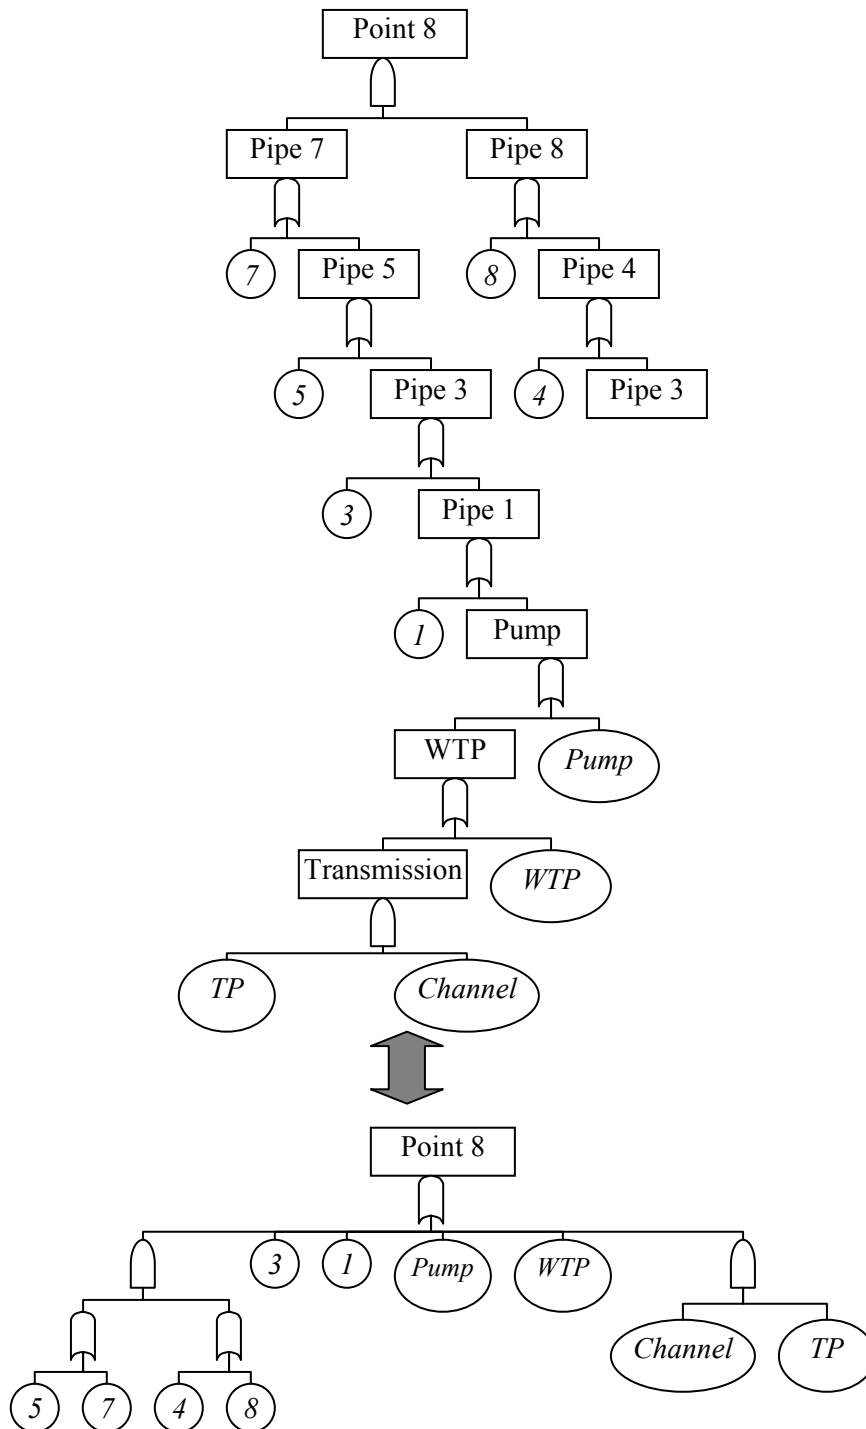 Point 8
Pipe 7 Pipe 8
7 Pipe 5 8 Pipe 4
5 Pipe 3 4 Pipe 3
3 Pipe 1
1 Pump
WTP Pump
Transmission WTP
TP Channel
Point 8
3 1 Pump WTP
Channel TP
5 7 4 8